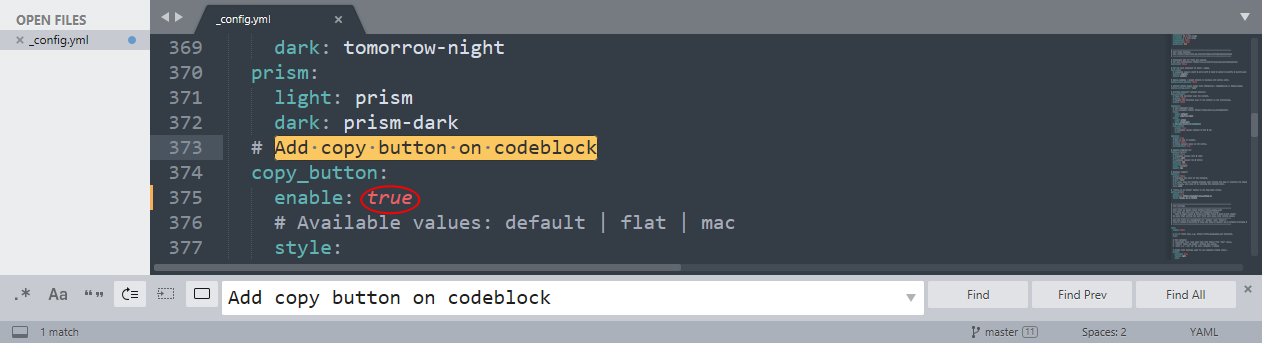 OPEN FILES
_config.yml
_config.yml
369 dark: tomorrow-night
370 prism:
371 light: prism
372 dark: prism-dark
373 # Add copy button on codeblock
374 copy_button:
375 enable: true
376 # Available values: default | flat | mac
377 style:
.* Aa “” Add copy button on codeblock Find Find Prev Find All
1 match master 11 Spaces: 2 YAML